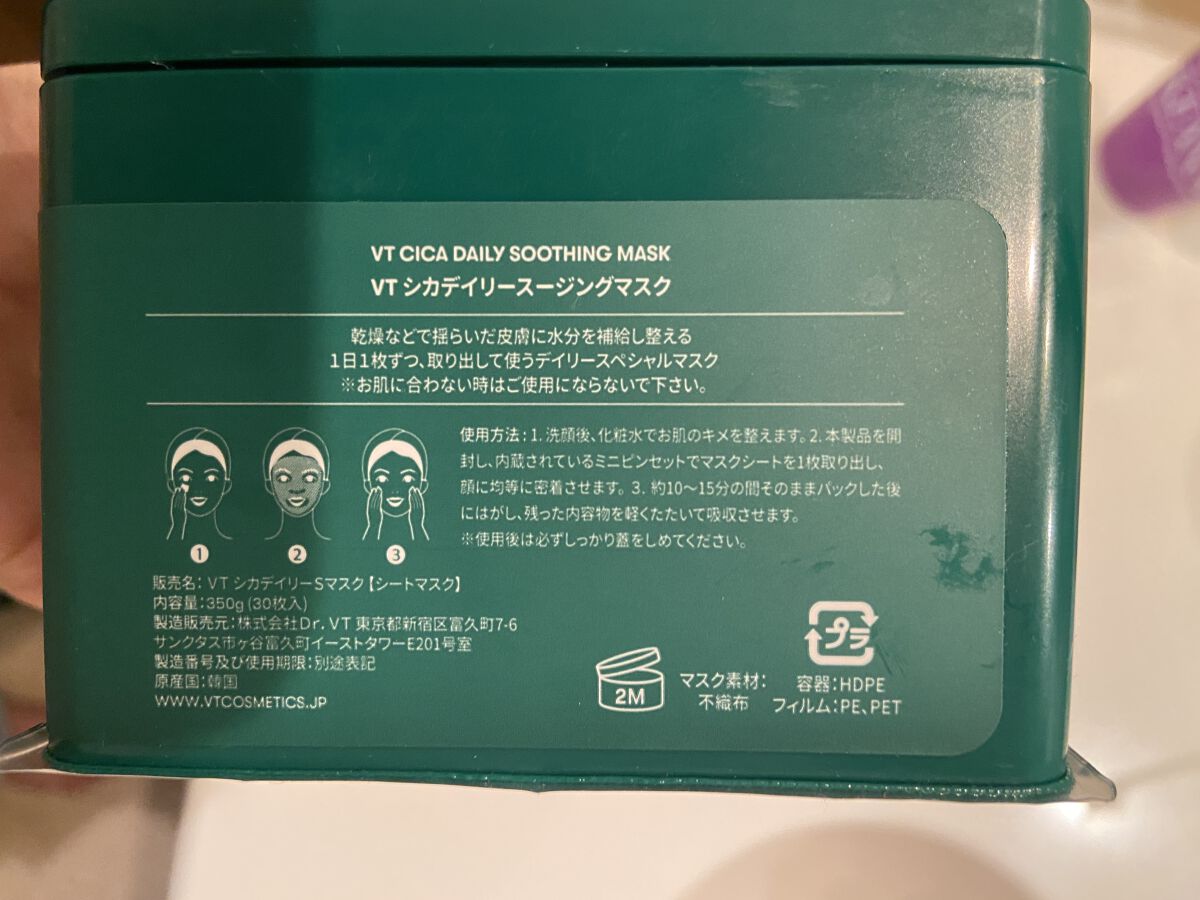 VT CICA DAILY SOOTHING MASK
VT シカデイリースージングマスク
乾燥などで揺らいだ皮膚に水分を補給し整える
1日1枚ずつ、取り出して使うデイリースペシャルマスク
※お肌に合わない時はご使用にならないで下さい。
使用方法：1. 洗顔後、化粧水でお肌のキメを整えます。2. 本製品を開
封し、内蔵されているミニピンセットでマスクシートを1枚取り出し、
顔に均等に密着させます。3. 約10～15分の間そのままパックした後
にはがし、残った内容物を軽くたたいて吸収させます。
※使用後は必ずしっかり蓋をしめてください。
1 2 3
販売名：VT シカデイリーSマスク【シートマスク】
内容量：350g (30枚入)
製造販売元：株式会社Dr. VT 東京都新宿区富久町7-6
サンクタス市ヶ谷富久町イーストタワーE201号室
製造番号及び使用期限：別途表記
原産国：韓国
WWW.VTCOSMETICS.JP
2M
マスク素材：
不織布
プラ
容器：HDPE
フィルム：PE、PET